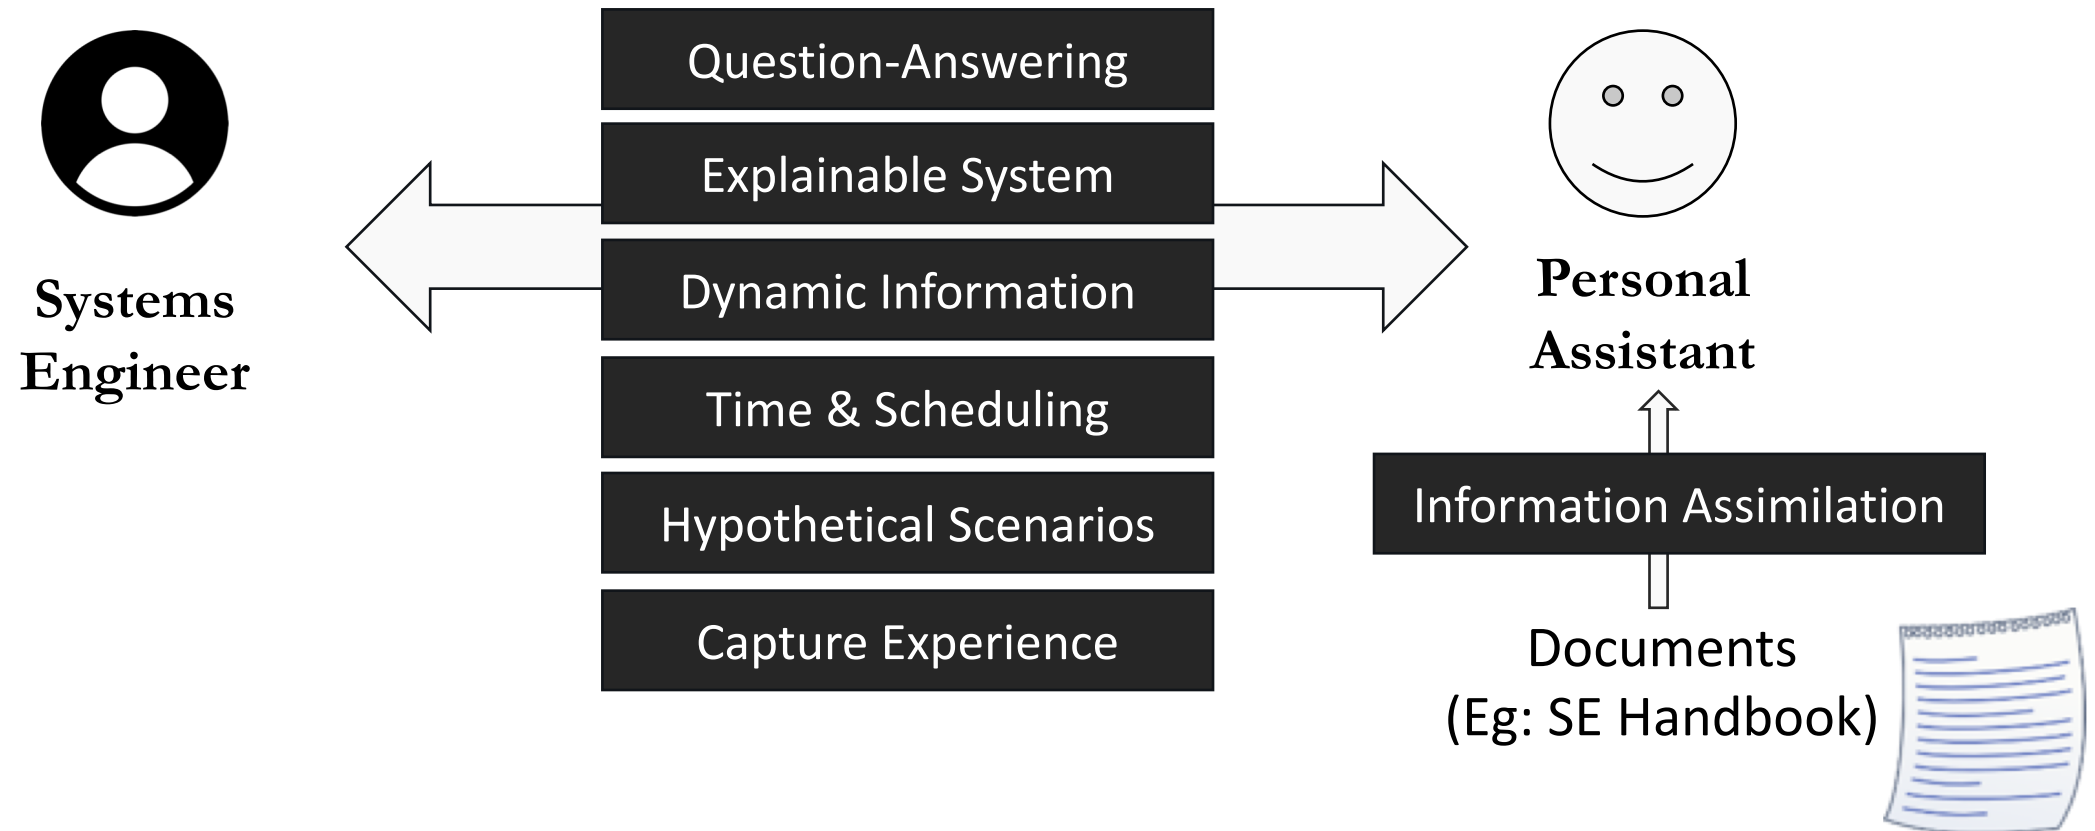 Systems
Engineer
Question-Answering
Explainable System
Dynamic Information
Time & Scheduling
Hypothetical Scenarios
Capture Experience
Personal
Assistant
Information Assimilation
Documents
(Eg: SE Handbook)